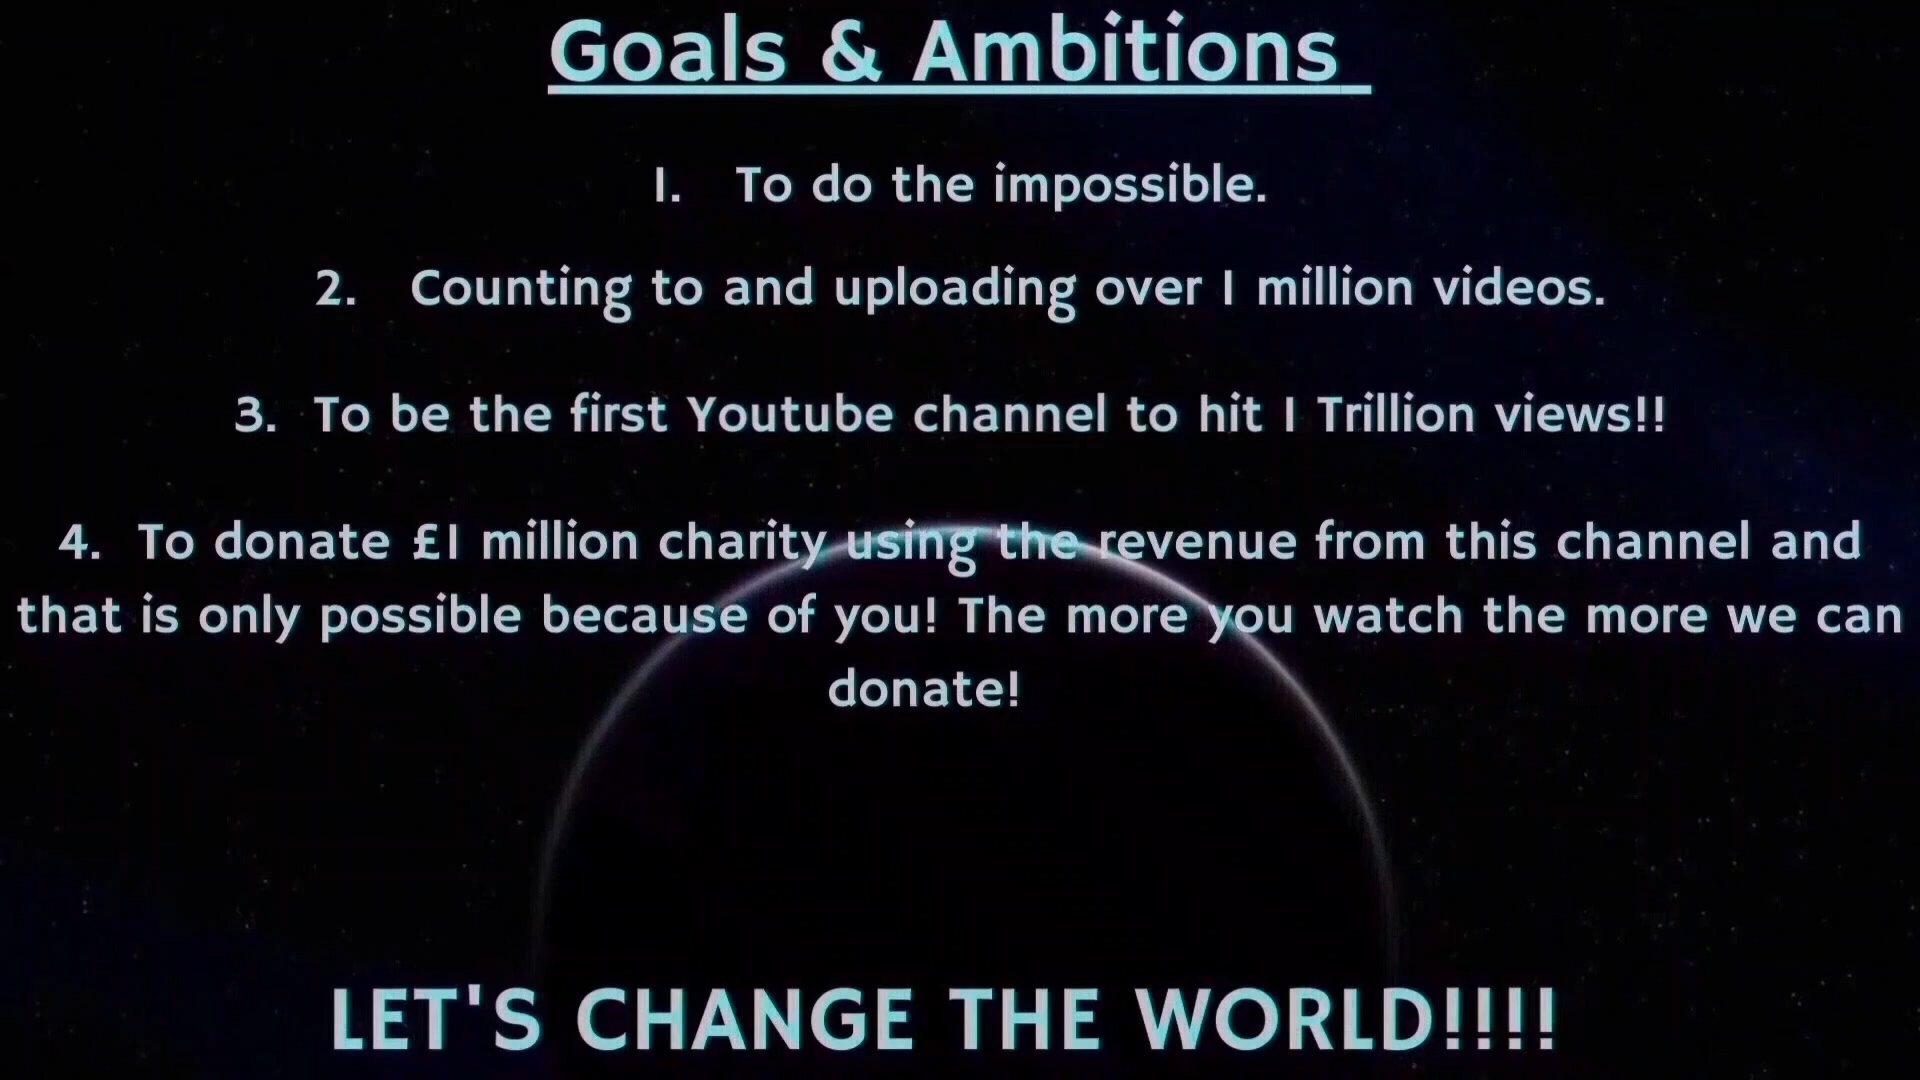 Goals & Ambitions
1. To do the impossible.
2. Counting to and uploading over 1 million videos.
3. To be the first Youtube channel to hit 1 Trillion views!!
4. To donate £1 million charity using the revenue from this channel and
that is only possible because of you! The more you watch the more we can
donate!
LET'S CHANGE THE WORLD!!!!